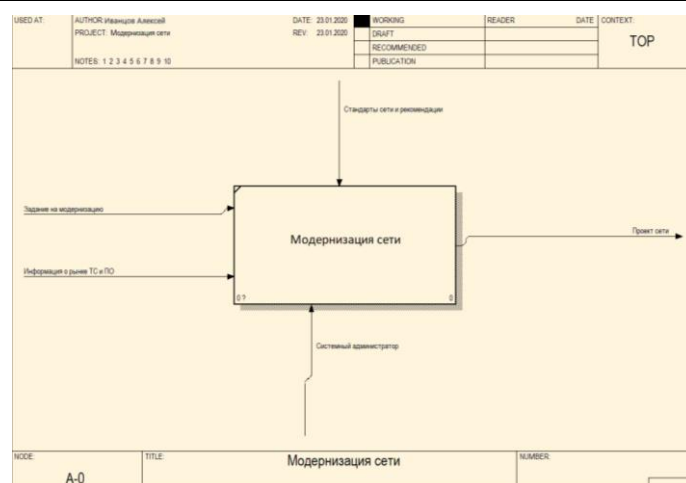 USED AT: AUTHOR: Иванцов Алексей DATE: 23.01.2020 WORKING READER DATE CONTEXT:
PROJECT: Модернизация сети REV: 23.01.2020 DRAFT
TOP
RECOMMENDED
NOTES: 1 2 3 4 5 6 7 8 9 10 PUBLICATION
Стандарты сети и рекомендации
Задание на модернизацию
Проект сети
Модернизация сети
Информация о рынке ТС и ПО
0 ? 0
Системный администратор
NODE: TITLE: Модернизация сети NUMBER:
A-0